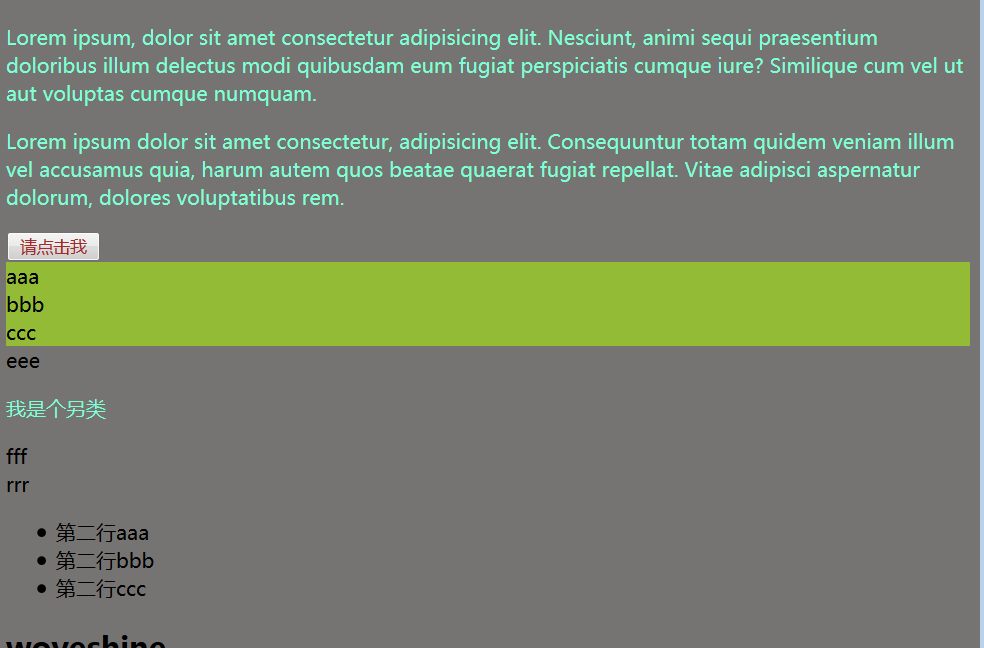 Lorem ipsum, dolor sit amet consectetur adipisicing elit. Nesciunt, animi sequi praesentium
doloribus illum delectus modi quibusdam eum fugiat perspiciatis cumque iure? Similique cum vel ut
aut voluptas cumque numquam.
Lorem ipsum dolor sit amet consectetur, adipisicing elit. Consequuntur totam quidem veniam illum
vel accusamus quia, harum autem quos beatae quaerat fugiat repellat. Vitae adipisci aspernatur
dolorum, dolores voluptatibus rem.
请点击我
aaa
bbb
ccc
eee
我是个另类
fff
rrr
第二行aaa
第二行bbb
第二行ccc
woveshine